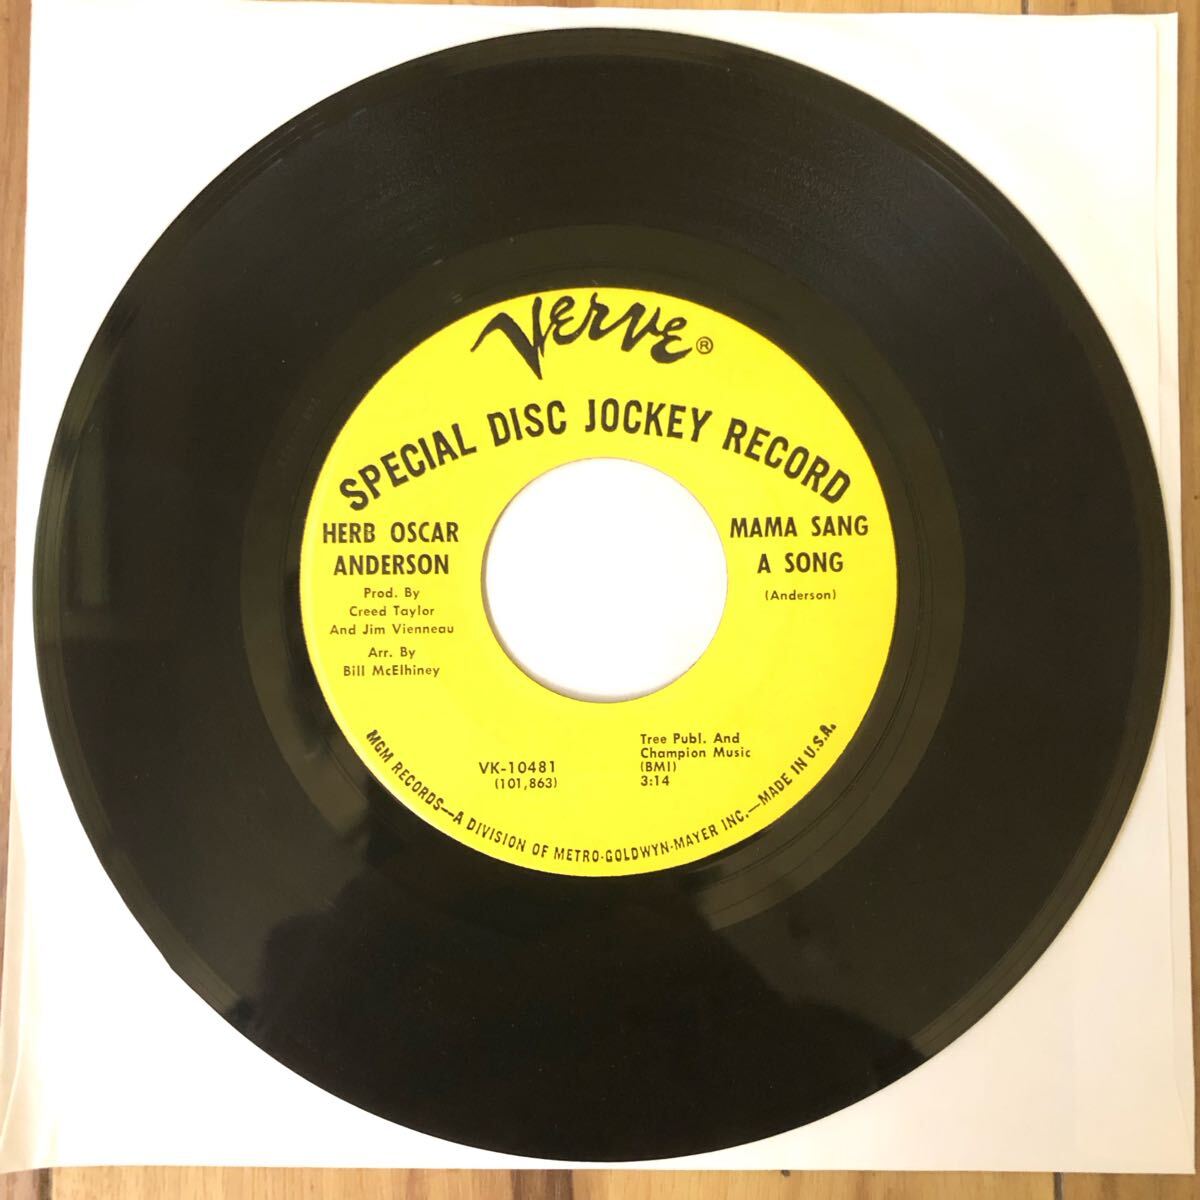 VERVE®
SPECIAL DISC JOCKEY RECORD
HERB OSCAR
ANDERSON
Prod. By
Creed Taylor
And Jim Vienneau
Arr. By
Bill McElhiney
MAMA SANG
A SONG
(Anderson)
VK-10481
(101,863)
Tree Publ. And
Champion Music
(BMI)
3:14
MGM RECORDS—A DIVISION OF METRO-GOLDWYN-MAYER INC.—MADE IN U.S.A.